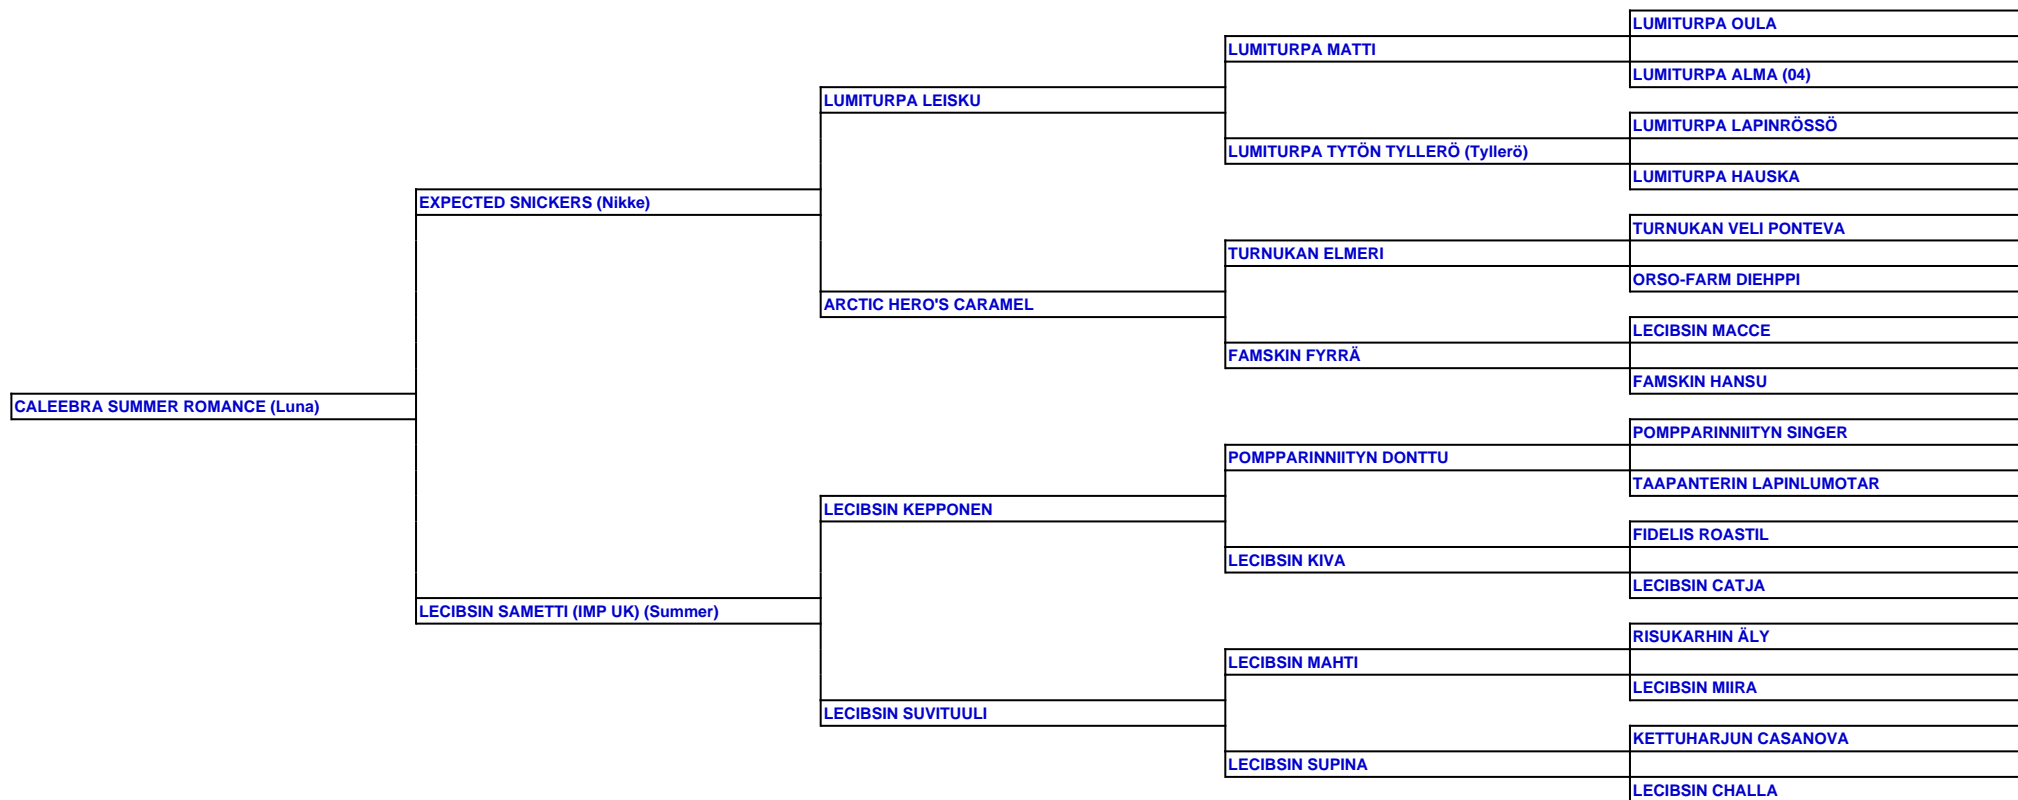 LUMITURPA OULA
LUMITURPA MATTI
LUMITURPA ALMA (04)
LUMITURPA LEISKU
LUMITURPA LAPINRÖSSÖ
LUMITURPA TYTÖN TYLLERÖ (Tyllerö)
LUMITURPA HAUSKA
EXPECTED SNICKERS (Nikke)
TURNUKAN VELI PONTEVA
TURNUKAN ELMERI
ORSO-FARM DIEHPPI
ARCTIC HERO'S CARAMEL
LECIBSIN MACCE
FAMSKIN FYRRÄ
FAMSKIN HANSU
CALEEBRA SUMMER ROMANCE (Luna)
POMPPARINNIITYN SINGER
POMPPARINNIITYN DONTTU
TAAPANTERIN LAPINLUMOTAR
LECIBSIN KEPPONEN
FIDELIS ROASTIL
LECIBSIN KIVA
LECIBSIN CATJA
LECIBSIN SAMETTI (IMP UK) (Summer)
RISUKARHIN ÄLY
LECIBSIN MAHTI
LECIBSIN MIIRA
LECIBSIN SUVITUULI
KETTUHARJUN CASANOVA
LECIBSIN SUPINA
LECIBSIN CHALLA